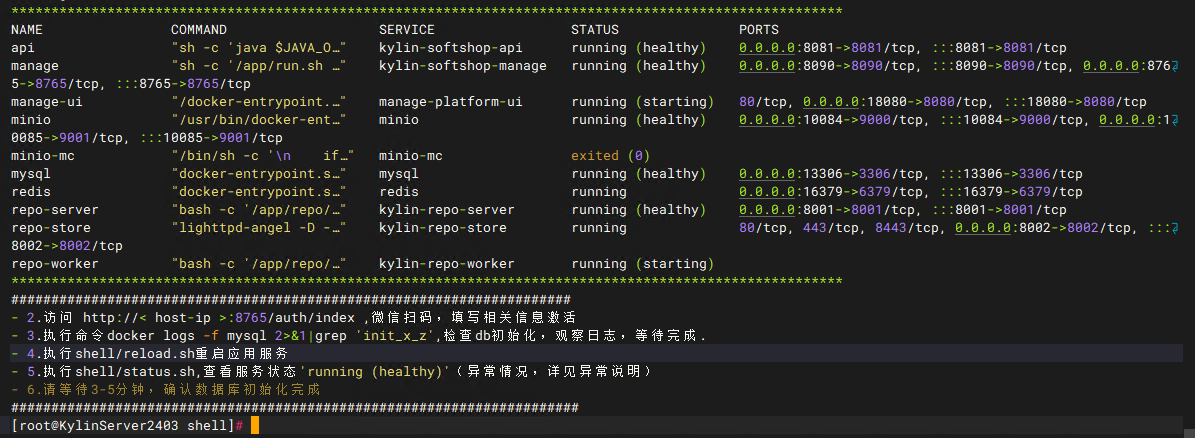 ********************************************************************************************************
NAME                COMMAND                   SERVICE                 STATUS               PORTS
api                 "sh -c 'java $JAVA_O…"    kylin-softshop-api      running (healthy)    0.0.0.0:8081->8081/tcp, :::8081->8081/tcp
manage              "sh -c '/app/run.sh …"    kylin-softshop-manage   running (healthy)    0.0.0.0:8090->8090/tcp, :::8090->8090/tcp, 0.0.0.0:876
5->8765/tcp, :::8765->8765/tcp
manage-ui           "/docker-entrypoint.…"    manage-platform-ui      running (starting)   80/tcp, 0.0.0.0:18080->8080/tcp, :::18080->8080/tcp
minio               "/usr/bin/docker-ent…"    minio                   running (healthy)    0.0.0.0:10084->9000/tcp, :::10084->9000/tcp, 0.0.0.0:1
0085->9001/tcp, :::10085->9001/tcp
minio-mc            "/bin/sh -c '\n    if…"   minio-mc                exited (0)
mysql               "docker-entrypoint.s…"    mysql                   running (healthy)    0.0.0.0:13306->3306/tcp, :::13306->3306/tcp
redis               "docker-entrypoint.s…"    redis                   running              0.0.0.0:16379->6379/tcp, :::16379->6379/tcp
repo-server         "bash -c '/app/repo/…"    kylin-repo-server       running (healthy)    0.0.0.0:8001->8001/tcp, :::8001->8001/tcp
repo-store          "lighttpd-angel -D -…"    kylin-repo-store        running              80/tcp, 443/tcp, 8443/tcp, 0.0.0.0:8002->8002/tcp, :::
8002->8002/tcp
repo-worker         "bash -c '/app/repo/…"    kylin-repo-worker       running (starting)
********************************************************************************************************
######################################################################
- 2.访问 http://< host-ip >:8765/auth/index ,微信扫码，填写相关信息激活
- 3.执行命令docker logs -f mysql 2>&1|grep 'init_x_z',检查db初始化，观察日志，等待完成.
- 4.执行shell/reload.sh重启应用服务
- 5.执行shell/status.sh,查看服务状态'running (healthy)'（异常情况，详见异常说明）
- 6.请等待3-5分钟，确认数据库初始化完成
#######################################################################
[root@KylinServer2403 shell]#